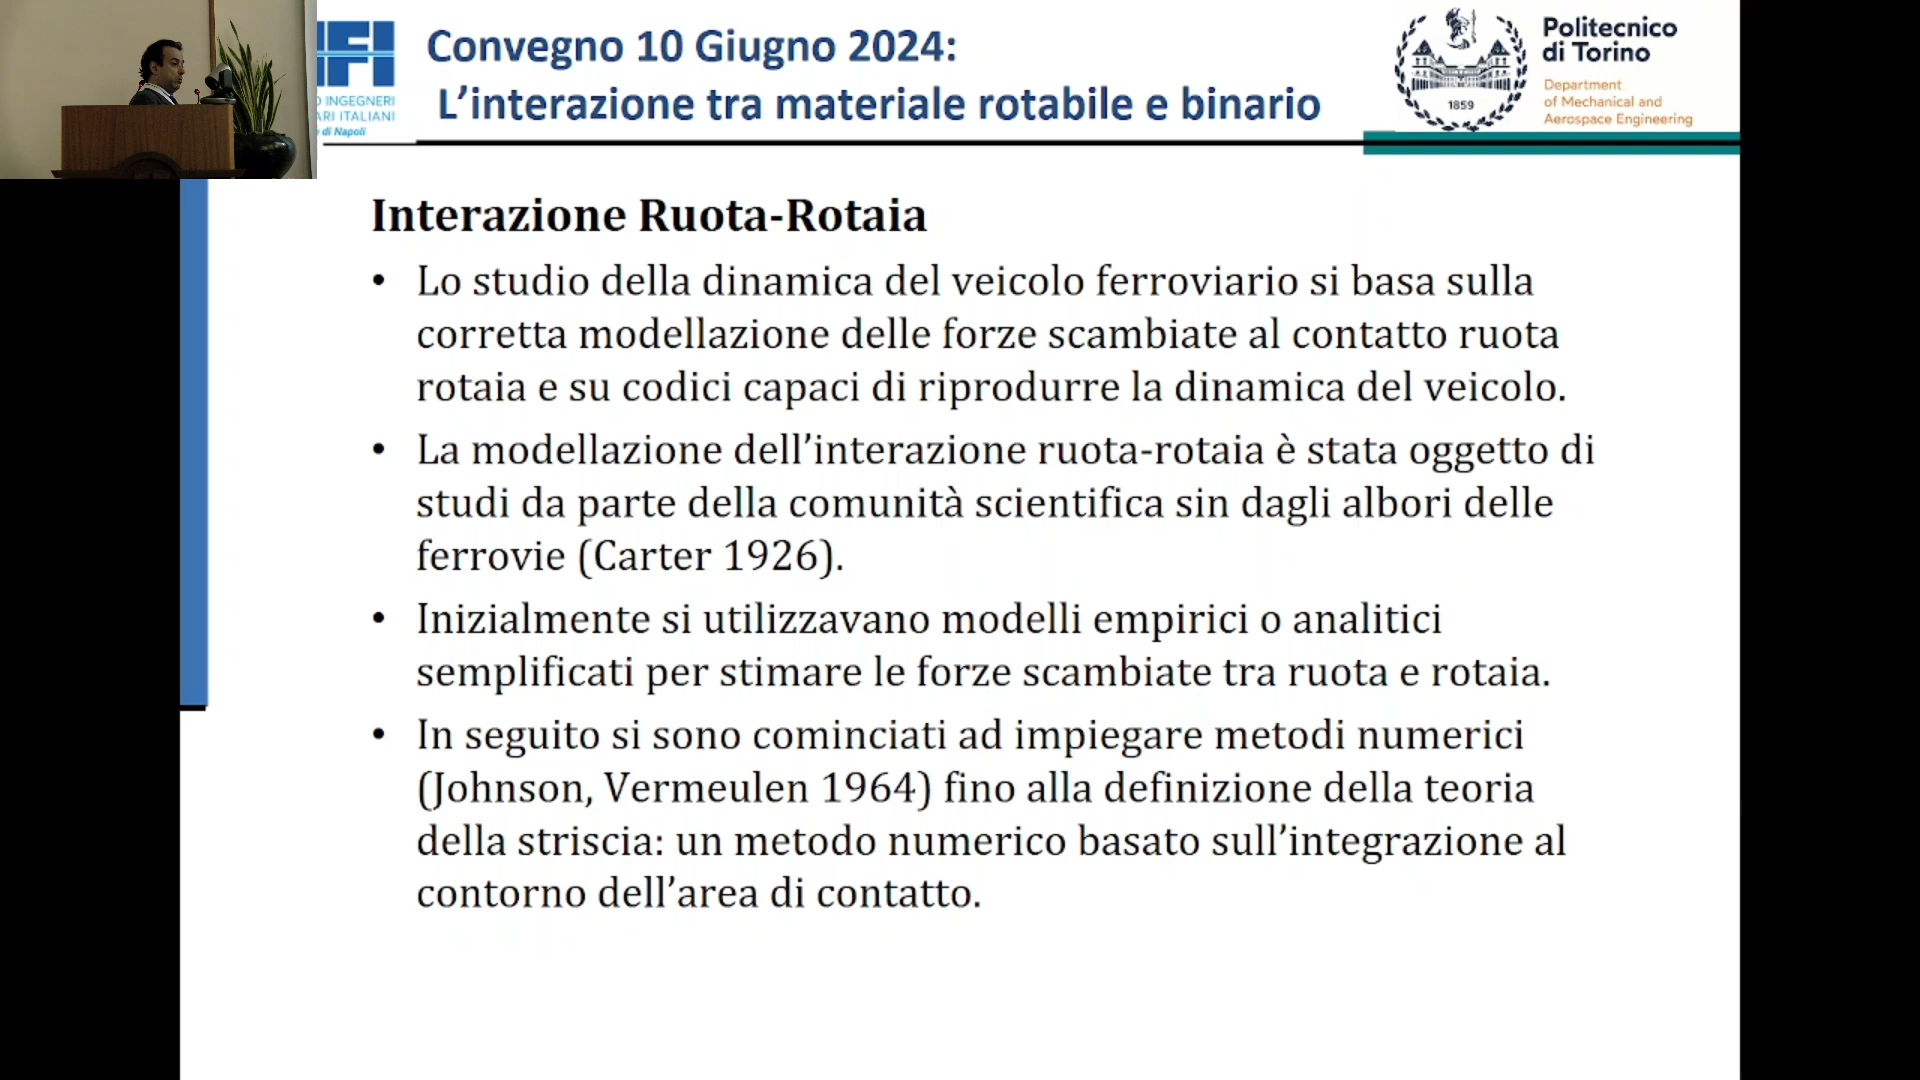 Convegno 10 Giugno 2024:
L’interazione tra materiale rotabile e binario
IFI
INGEGNERI
ARI ITALIANI
di Napoli
1859
Politecnico
di Torino
Department
of Mechanical and
Aerospace Engineering
Interazione Ruota-Rotaia
• Lo studio della dinamica del veicolo ferroviario si basa sulla
corretta modellazione delle forze scambiate al contatto ruota
rotaia e su codici capaci di riprodurre la dinamica del veicolo.
• La modellazione dell’interazione ruota-rotaia è stata oggetto di
studi da parte della comunità scientifica sin dagli albori delle
ferrovie (Carter 1926).
• Inizialmente si utilizzavano modelli empirici o analitici
semplificati per stimare le forze scambiate tra ruota e rotaia.
• In seguito si sono cominciati ad impiegare metodi numerici
(Johnson, Vermeulen 1964) fino alla definizione della teoria
della striscia: un metodo numerico basato sull’integrazione al
contorno dell’area di contatto.